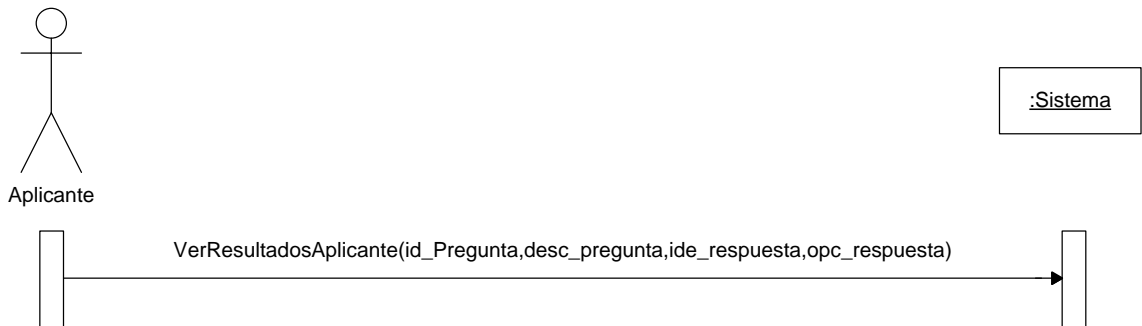 :Sistema
Aplicante
VerResultadosAplicante(id_Pregunta,desc_pregunta,ide_respuesta,opc_respuesta)